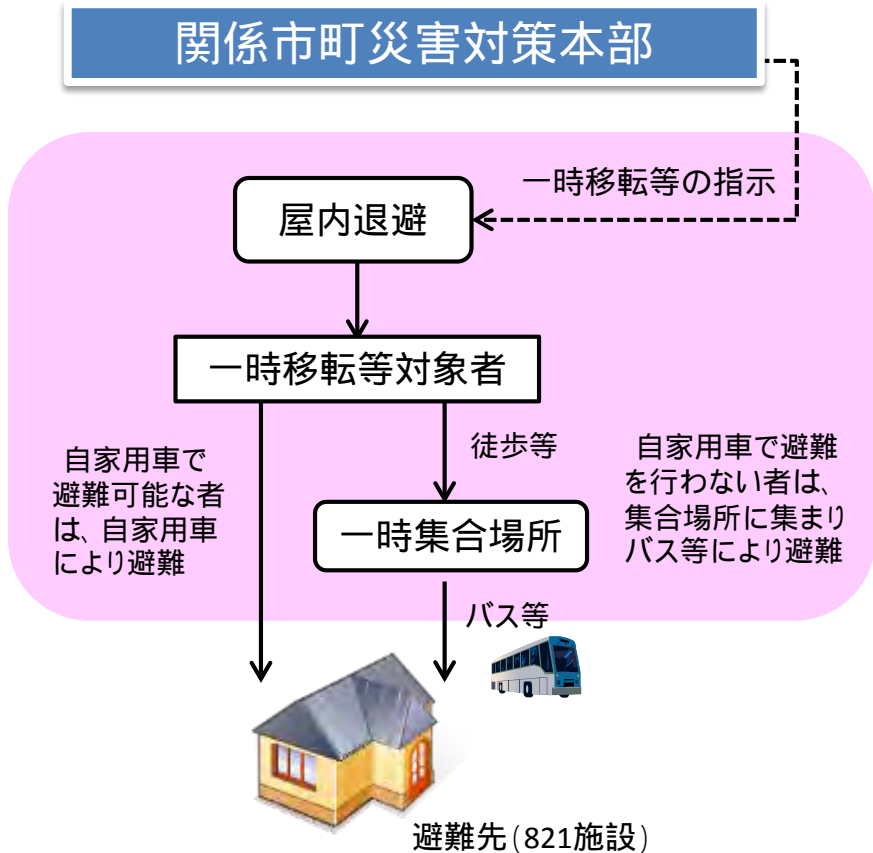 関係市町災害対策本部
一時移転等の指示
屋内退避
一時移転等対象者
自家用車で
避難可能な者
は、自家用車
により避難
徒歩等
自家用車で避難
を行わない者は、
集合場所に集まり
バス等により避難
一時集合場所
バス等
避難先(821施設)